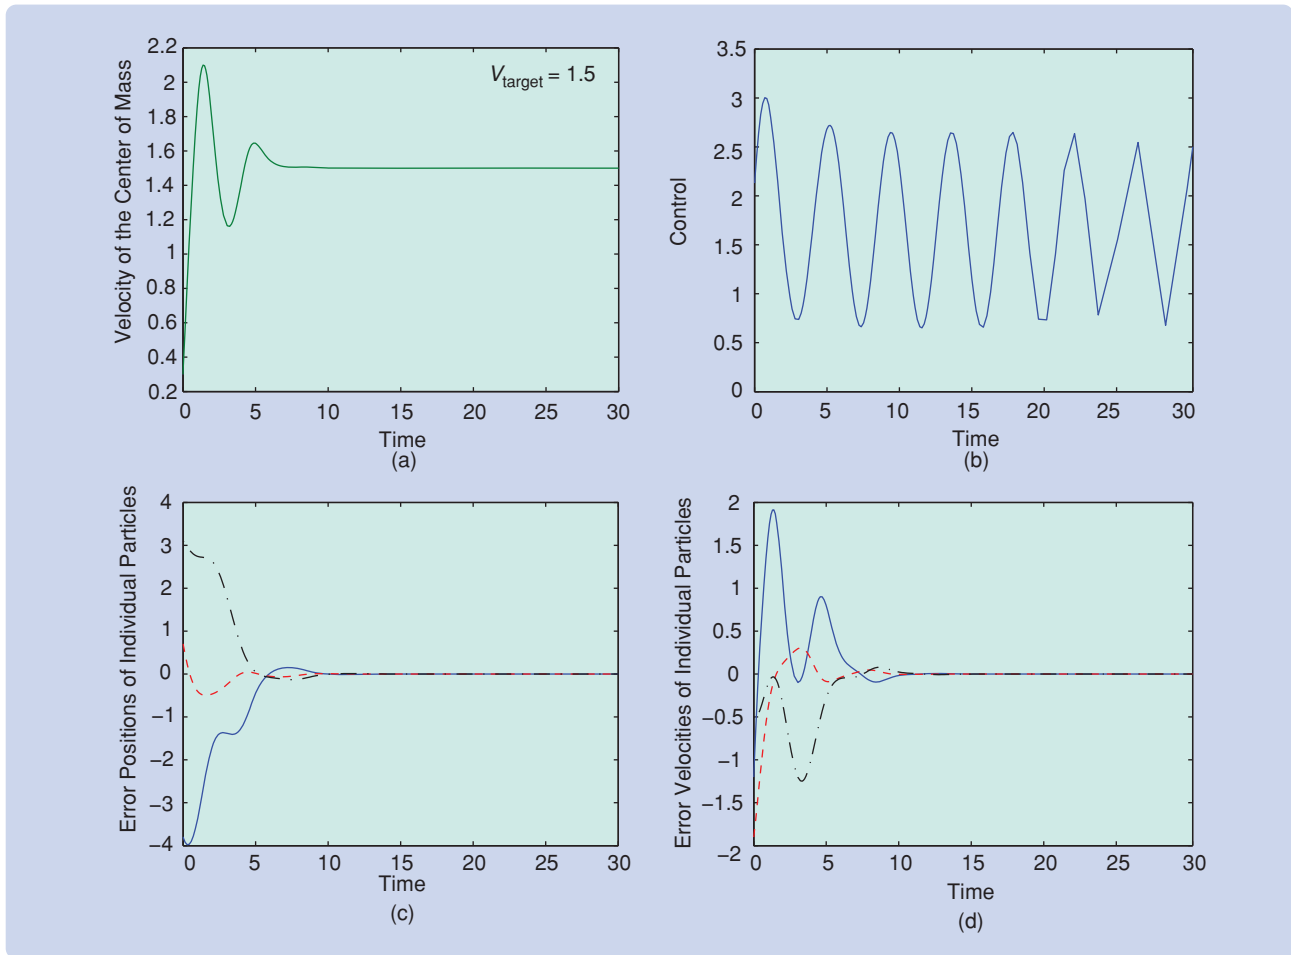 Velocity of the Center of Mass
2.2
2
1.8
1.6
1.4
1.2
1
0.8
0.6
0.4
0.2
V target = 1.5
0 5 10 15 20 25 30
Time
(a)
Control
3.5
3
2.5
2
1.5
1
0.5
0
0 5 10 15 20 25 30
Time
(b)
Error Positions of Individual Particles
4
3
2
1
0
−1
−2
−3
−4
0 5 10 15 20 25 30
Time
(c)
Error Velocities of Individual Particles
2
1.5
1
0.5
0
−0.5
−1
−1.5
−2
0 5 10 15 20 25 30
Time
(d)